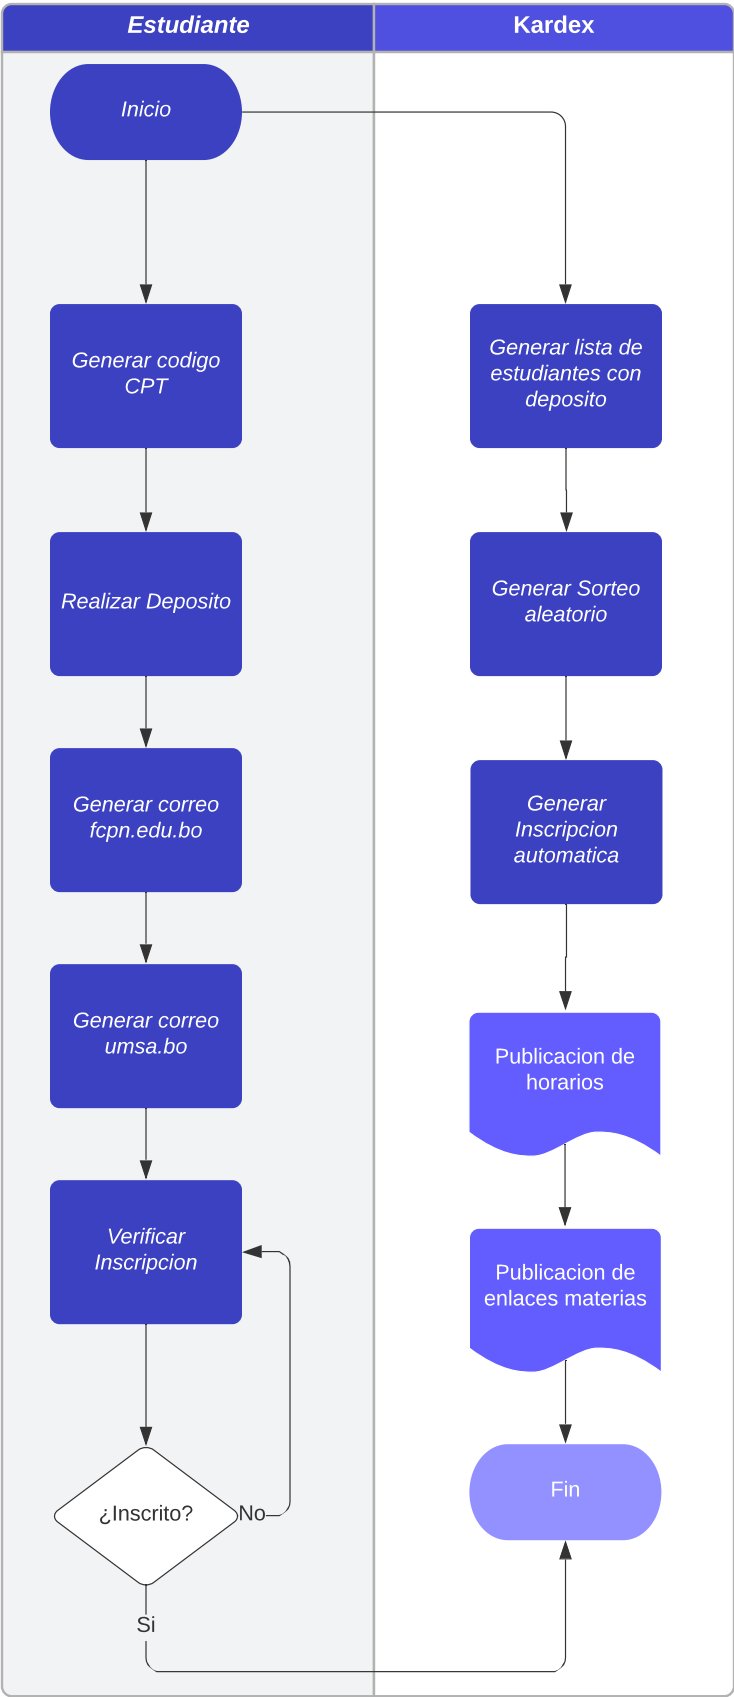 Estudiante
Kardex
Inicio
Generar codigo
CPT
Realizar Deposito
Generar correo
fcpn.edu.bo
Generar correo
umsa.bo
Verificar
Inscripcion
¿Inscrito?
No
Si
Generar lista de
estudiantes con
deposito
Generar Sorteo
aleatorio
Generar
Inscripcion
automatica
Publicacion de
horarios
Publicacion de
enlaces materias
Fin